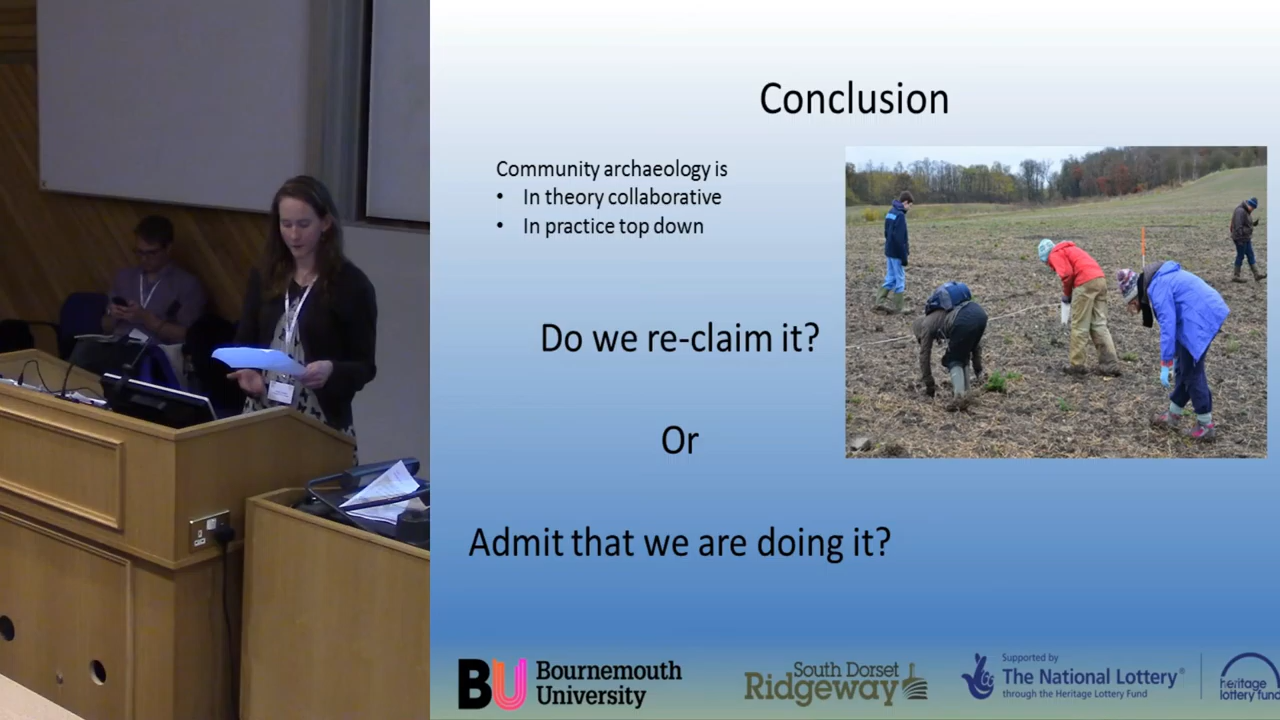 Conclusion
Community archaeology is
• In theory collaborative
• In practice top down
Do we re-claim it?
Or
Admit that we are doing it?
BU Bournemouth
University
South Dorset
Ridgeway
Supported by
The National Lottery®
through the Heritage Lottery Fund
heritage
lottery fund